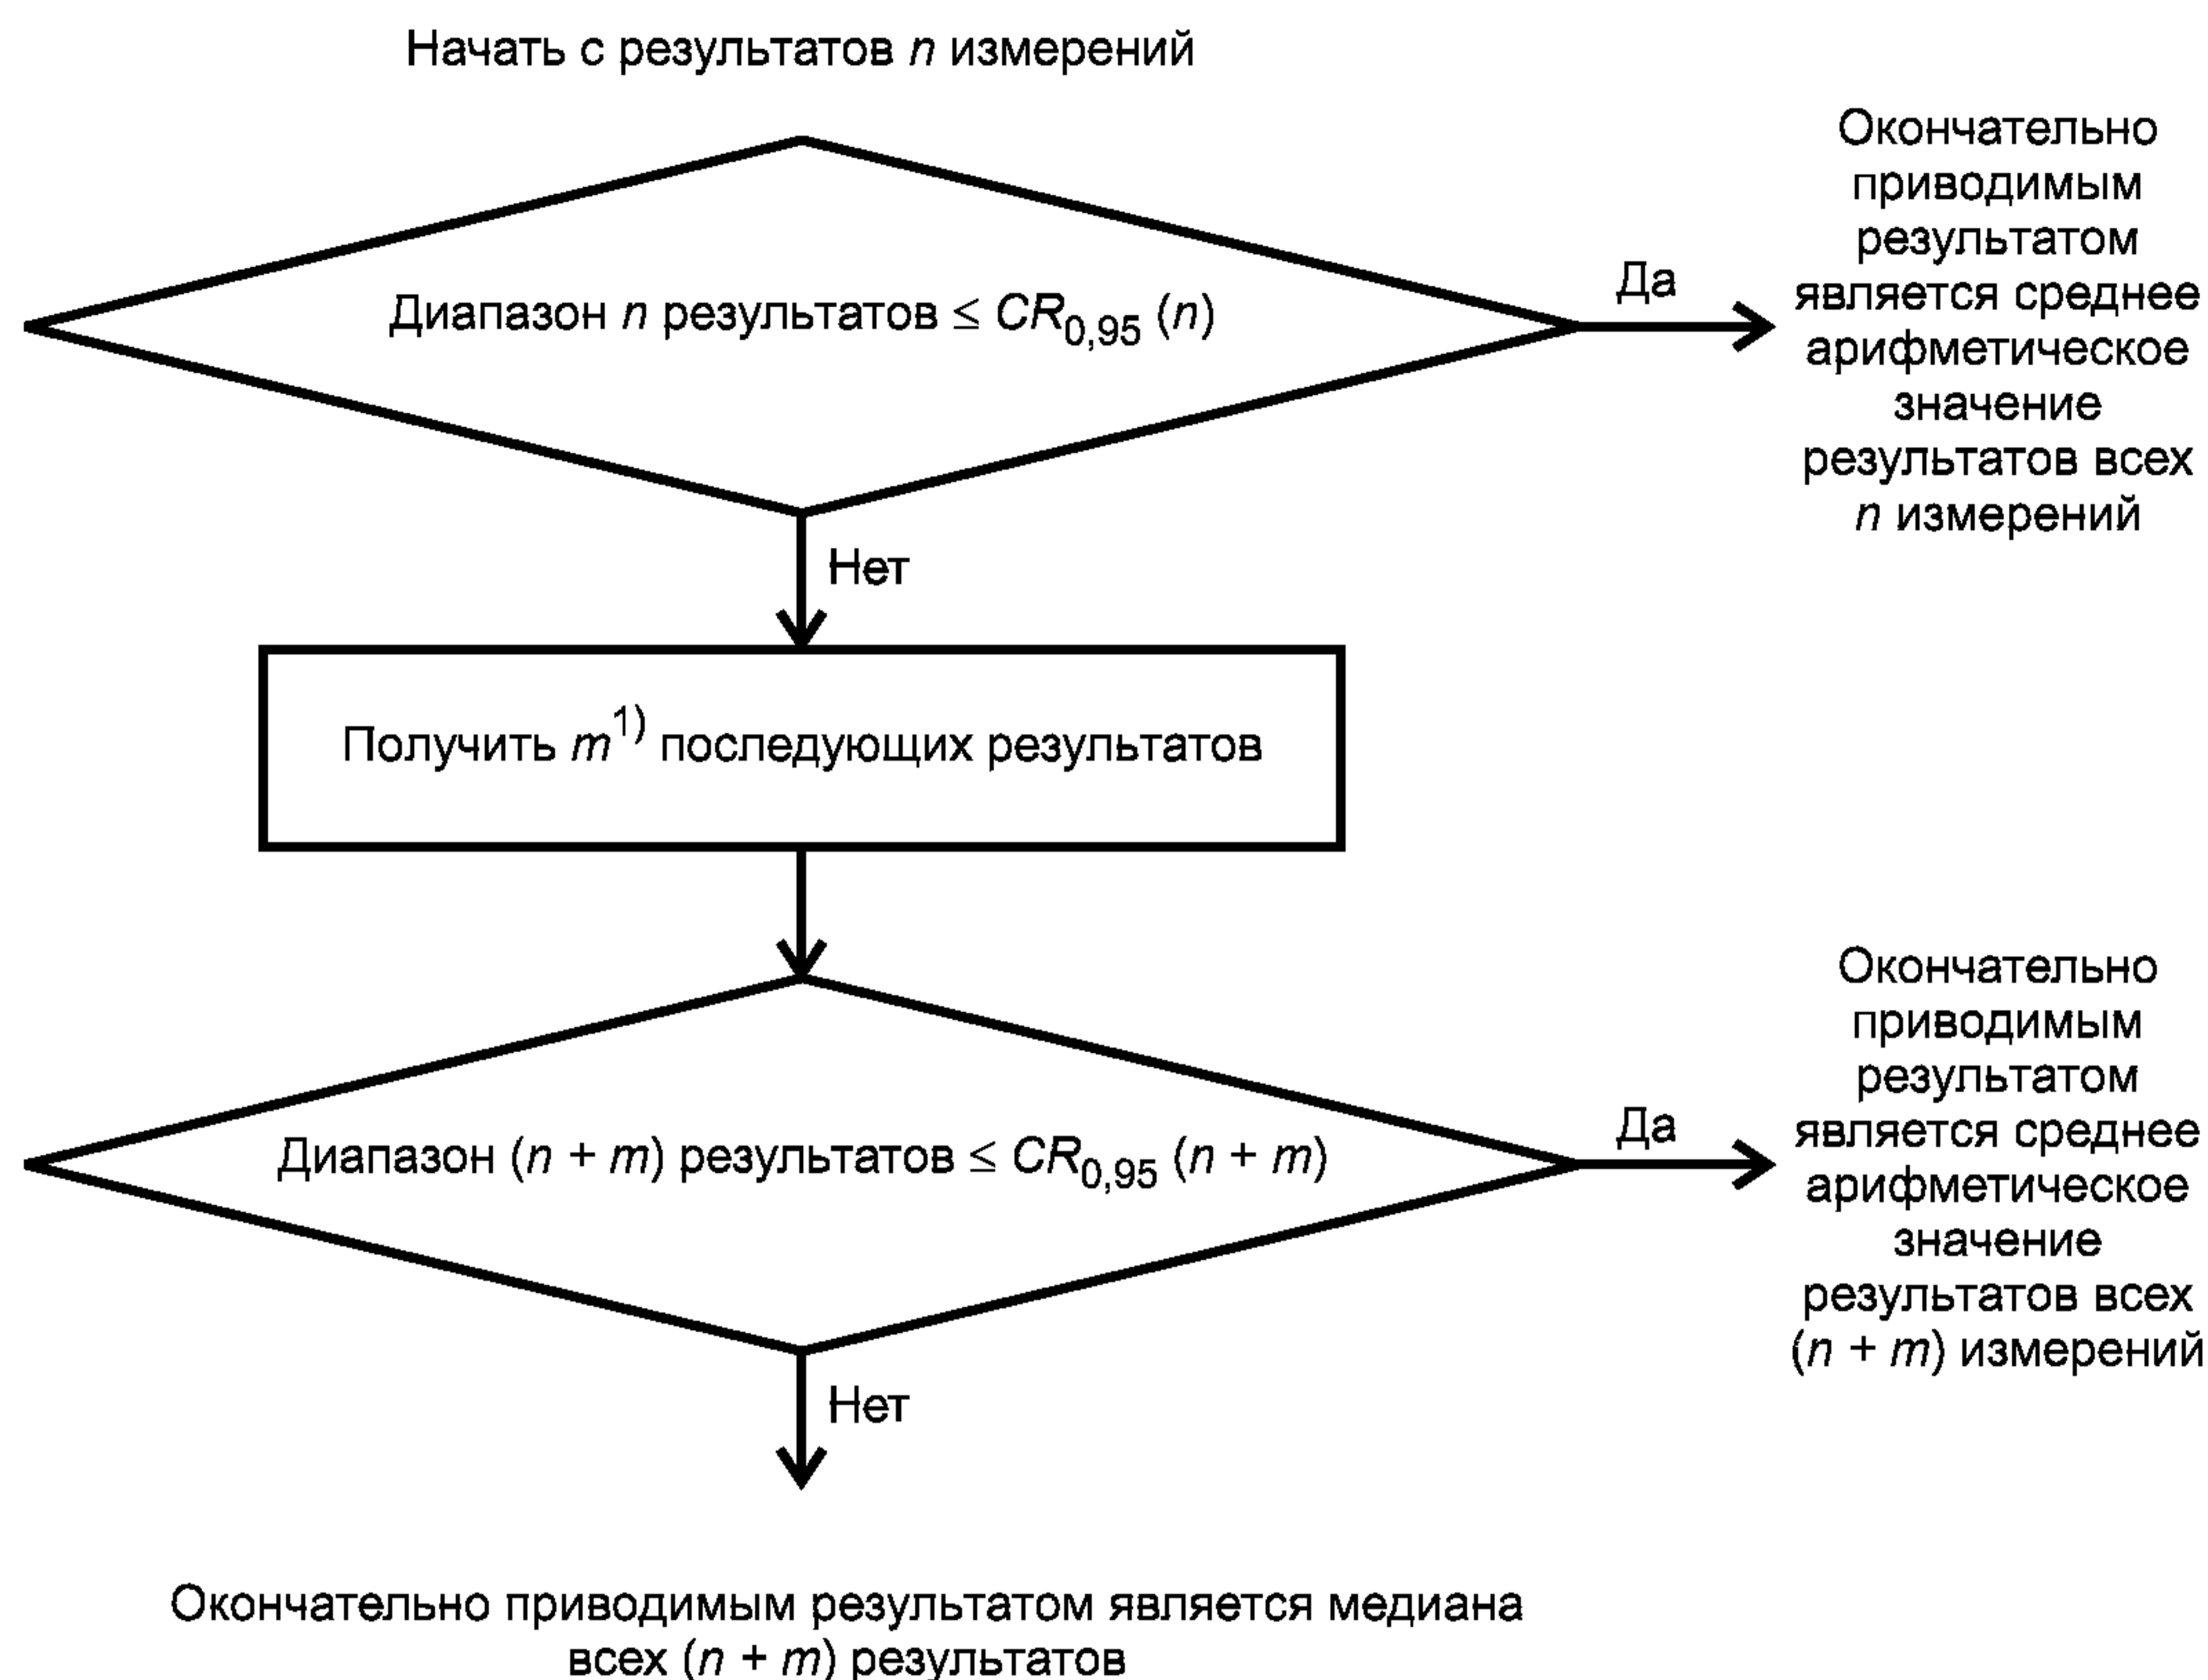 Начать с результатов n измерений
Диапазон n результатов ≤ CR0,95 (n)
Да
Окончательно
приводимым
результатом
является среднее
арифметическое
значение
результатов всех
n измерений
Нет
Получить m1) последующих результатов
Диапазон (n + m) результатов ≤ CR0,95 (n + m)
Да
Окончательно
приводимым
результатом
является среднее
арифметическое
значение
результатов всех
(n + m) измерений
Нет
Окончательно приводимым результатом является медиана
всех (n + m) результатов